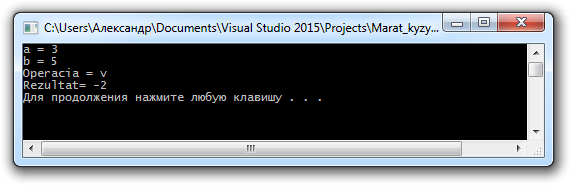 C:\Users\Александр\Documents\Visual Studio 2015\Projects\Marat_kyzy...
a = 3
b = 5
Operacia = v
Rezultat= -2
Для продолжения нажмите любую клавишу . . .